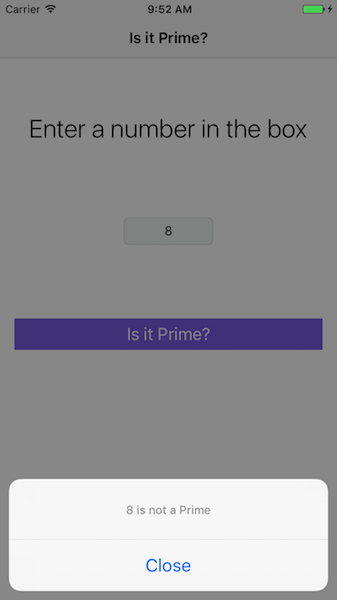 Carrier 9:52 AM
Is it Prime?
Enter a number in the box
8
Is it Prime?
8 is not a Prime
Close